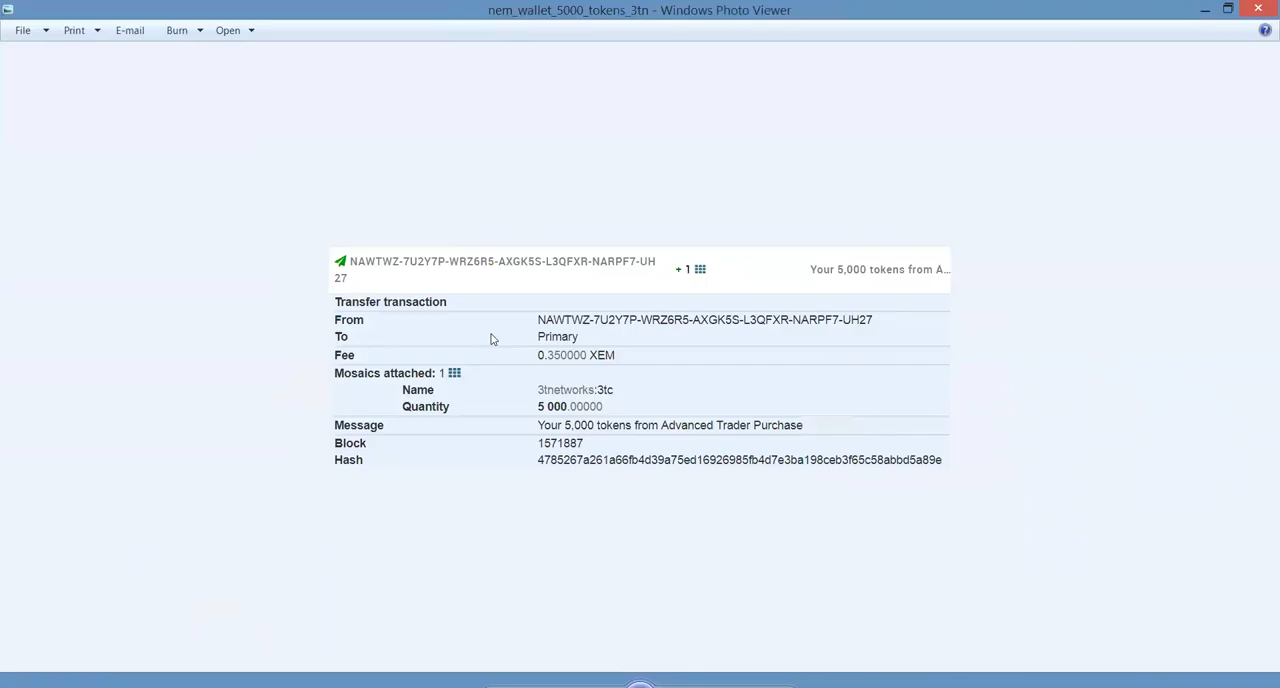 nem_wallet_5000_tokens_3tn - Windows Photo Viewer
File Print E-mail Burn Open
NAWTWZ-7U2Y7P-WRZ6R5-AXGK5S-L3QFXR-NARPF7-UH
27
+ 1
Your 5,000 tokens from A...
Transfer transaction
From NAWTWZ-7U2Y7P-WRZ6R5-AXGK5S-L3QFXR-NARPF7-UH27
To Primary
Fee 0.350000 XEM
Mosaics attached: 1
Name 3tnetworks:3tc
Quantity 5 000.00000
Message Your 5,000 tokens from Advanced Trader Purchase
Block 1571887
Hash 4785267a261a66fb4d39a75ed16926985fb4d7e3ba198ceb3f65c58abbd5a89e